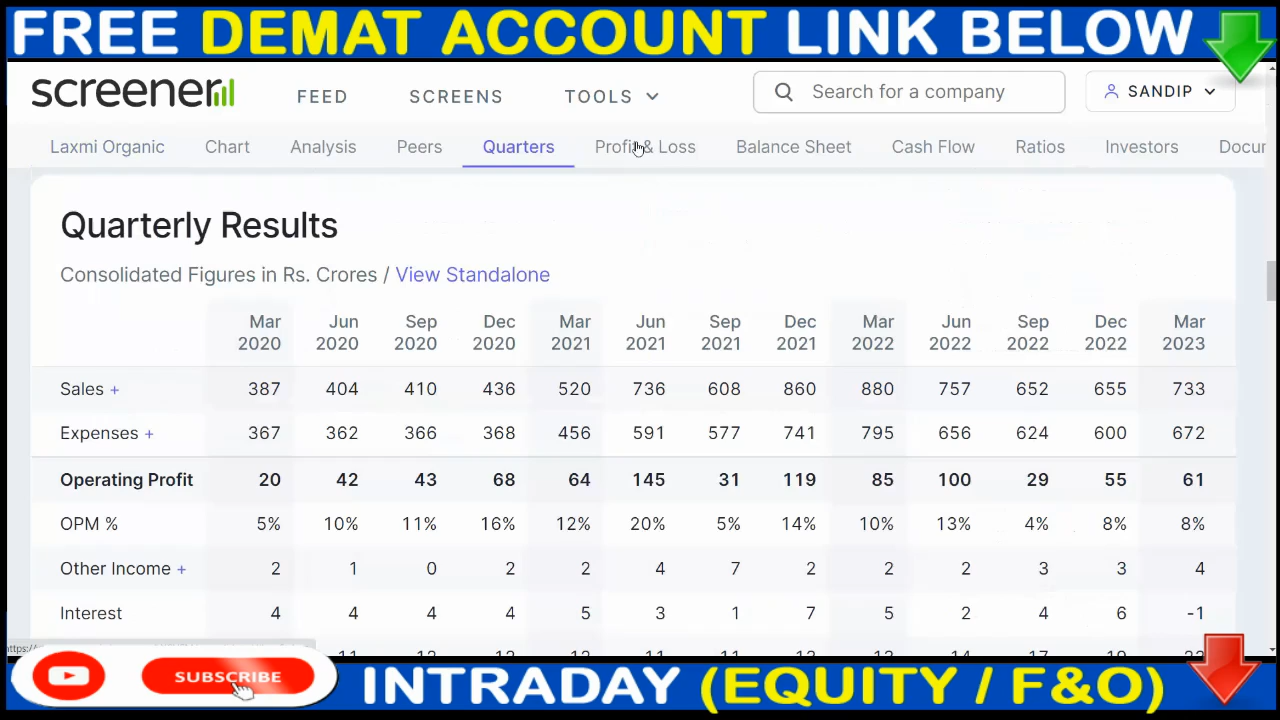 FREE DEMAT ACCOUNT LINK BELOW
screener FEED SCREENS TOOLS Search for a company SANDIP
Laxmi Organic Chart Analysis Peers Quarters Profit & Loss Balance Sheet Cash Flow Ratios Investors Docu
Quarterly Results
Consolidated Figures in Rs. Crores / View Standalone
Mar Jun Sep Dec Mar Jun Sep Dec Mar Jun Sep Dec Mar
2020 2020 2020 2020 2021 2021 2021 2021 2022 2022 2022 2022 2023
Sales + 387 404 410 436 520 736 608 860 880 757 652 655 733
Expenses + 367 362 366 368 456 591 577 741 795 656 624 600 672
Operating Profit 20 42 43 68 64 145 31 119 85 100 29 55 61
OPM % 5% 10% 11% 16% 12% 20% 5% 14% 10% 13% 4% 8% 8%
Other Income + 2 1 0 2 2 4 7 2 2 2 3 3 4
Interest 4 4 4 4 5 3 1 7 5 2 4 6 -1
SUBSCRIBE
INTRADAY (EQUITY / F&O)